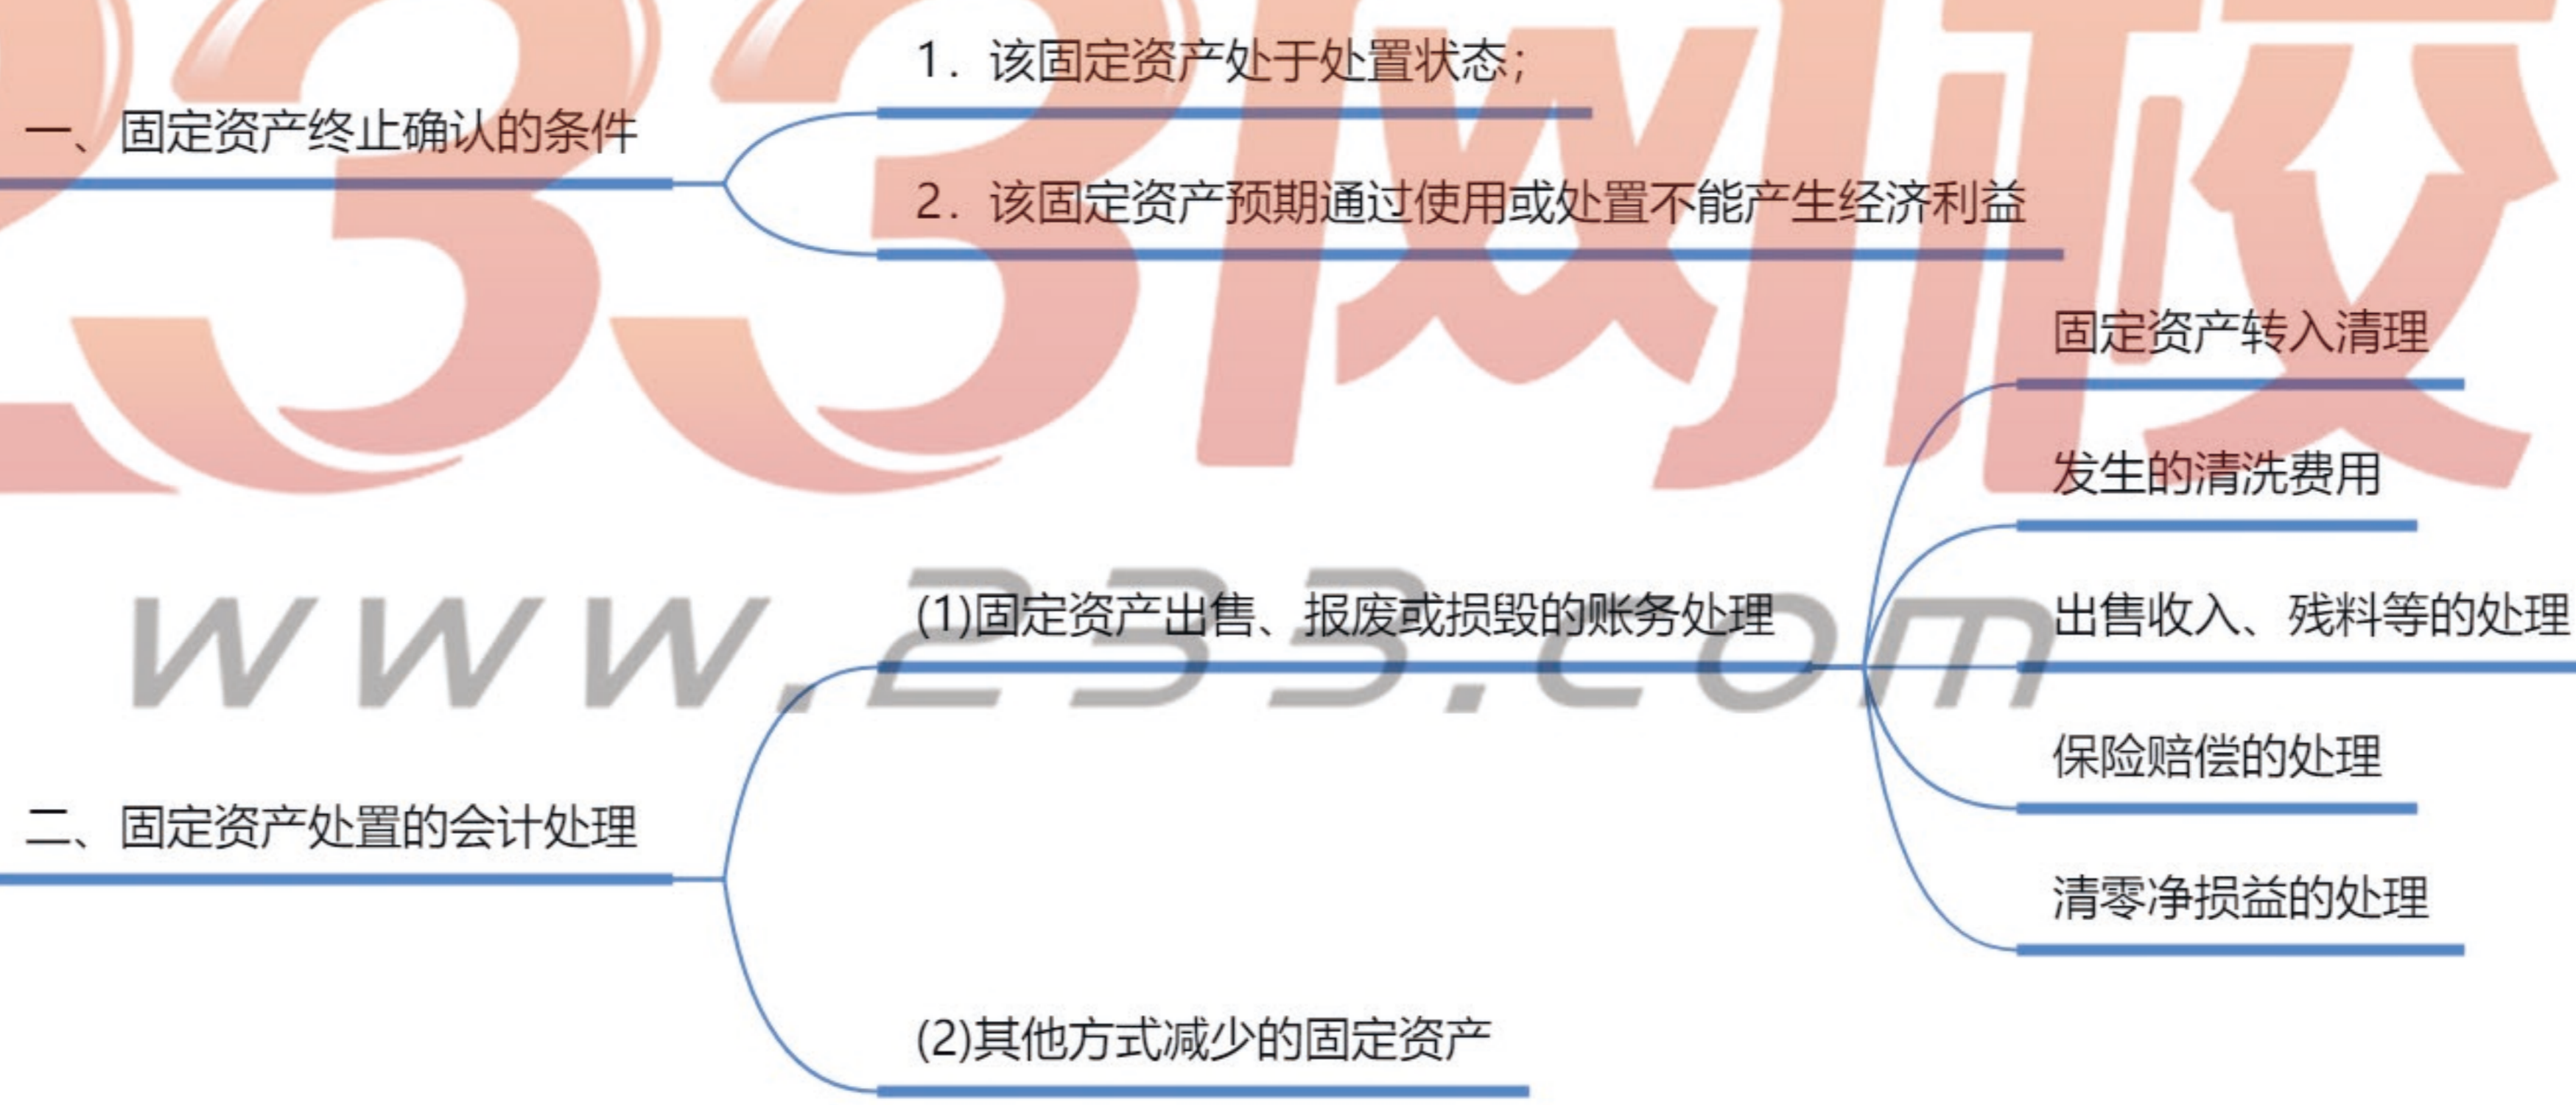 一、固定资产终止确认的条件
1. 该固定资产处于处置状态；
2. 该固定资产预期通过使用或处置不能产生经济利益
二、固定资产处置的会计处理
(1)固定资产出售、报废或损毁的账务处理
固定资产转入清理
发生的清洗费用
出售收入、残料等的处理
保险赔偿的处理
清零净损益的处理
(2)其他方式减少的固定资产
233网校
www.233.com